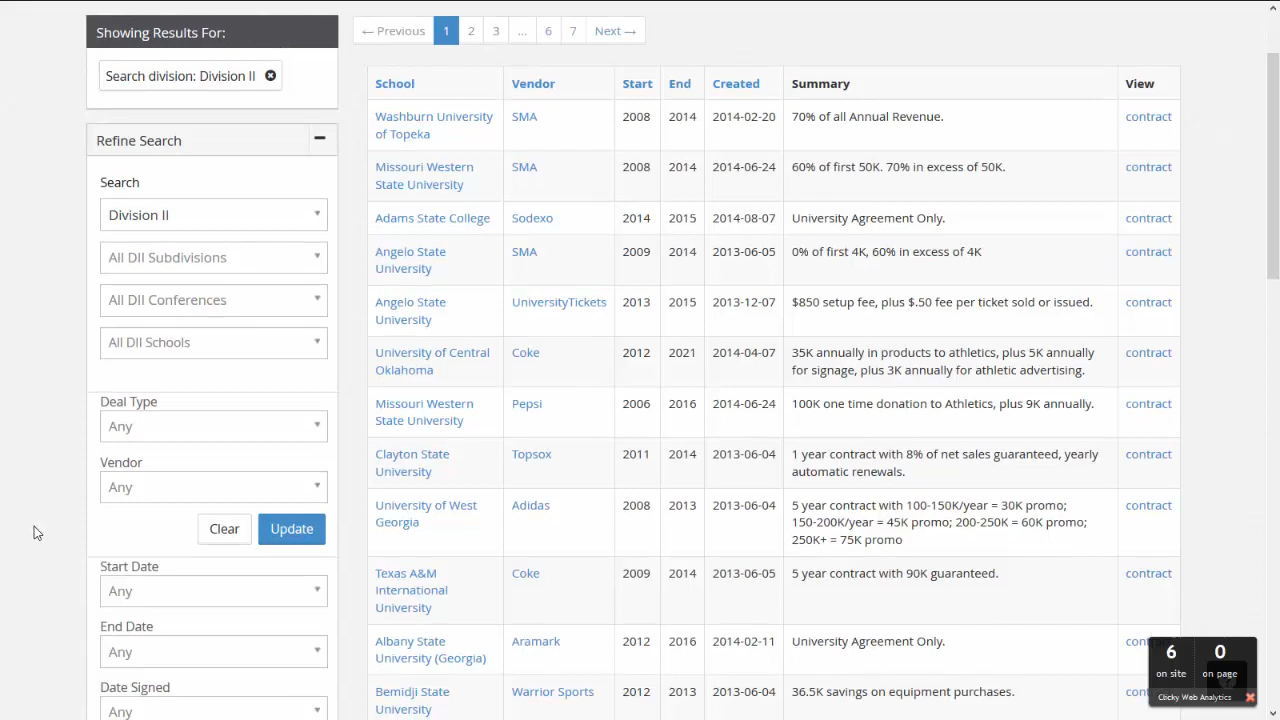 Showing Results For:
Search division: Division II
Refine Search
Search
Division II
All DII Subdivisions
All DII Conferences
All DII Schools
Deal Type
Any
Vendor
Any
Clear Update
Start Date
Any
End Date
Any
Date Signed
Any
← Previous 1 2 3 ... 6 7 Next →
School Vendor Start End Created Summary View
Washburn University SMA 2008 2014 2014-02-20 70% of all Annual Revenue. contract
of Topeka
Missouri Western SMA 2008 2014 2014-06-24 60% of first 50K. 70% in excess of 50K. contract
State University
Adams State College Sodexo 2014 2015 2014-08-07 University Agreement Only. contract
Angelo State SMA 2009 2014 2013-06-05 0% of first 4K, 60% in excess of 4K contract
University
Angelo State UniversityTickets 2013 2015 2013-12-07 $850 setup fee, plus $.50 fee per ticket sold or issued. contract
University
University of Central Coke 2012 2021 2014-04-07 35K annually in products to athletics, plus 5K annually contract
Oklahoma for signage, plus 3K annually for athletic advertising.
Missouri Western Pepsi 2006 2016 2014-06-24 100K one time donation to Athletics, plus 9K annually. contract
State University
Clayton State Topsox 2011 2014 2013-06-04 1 year contract with 8% of net sales guaranteed, yearly contract
University automatic renewals.
University of West Adidas 2008 2013 2013-06-04 5 year contract with 100-150K/year = 30K promo; contract
Georgia 150-200K/year = 45K promo; 200-250K = 60K promo;
250K+ = 75K promo
Texas A&M Coke 2009 2014 2013-06-05 5 year contract with 90K guaranteed. contract
International
University
Albany State Aramark 2012 2016 2014-02-11 University Agreement Only.
University (Georgia)
Bemidji State Warrior Sports 2012 2013 2013-06-04 36.5K savings on equipment purchases.
University
6 0
on site on page
Clicky Web Analytics